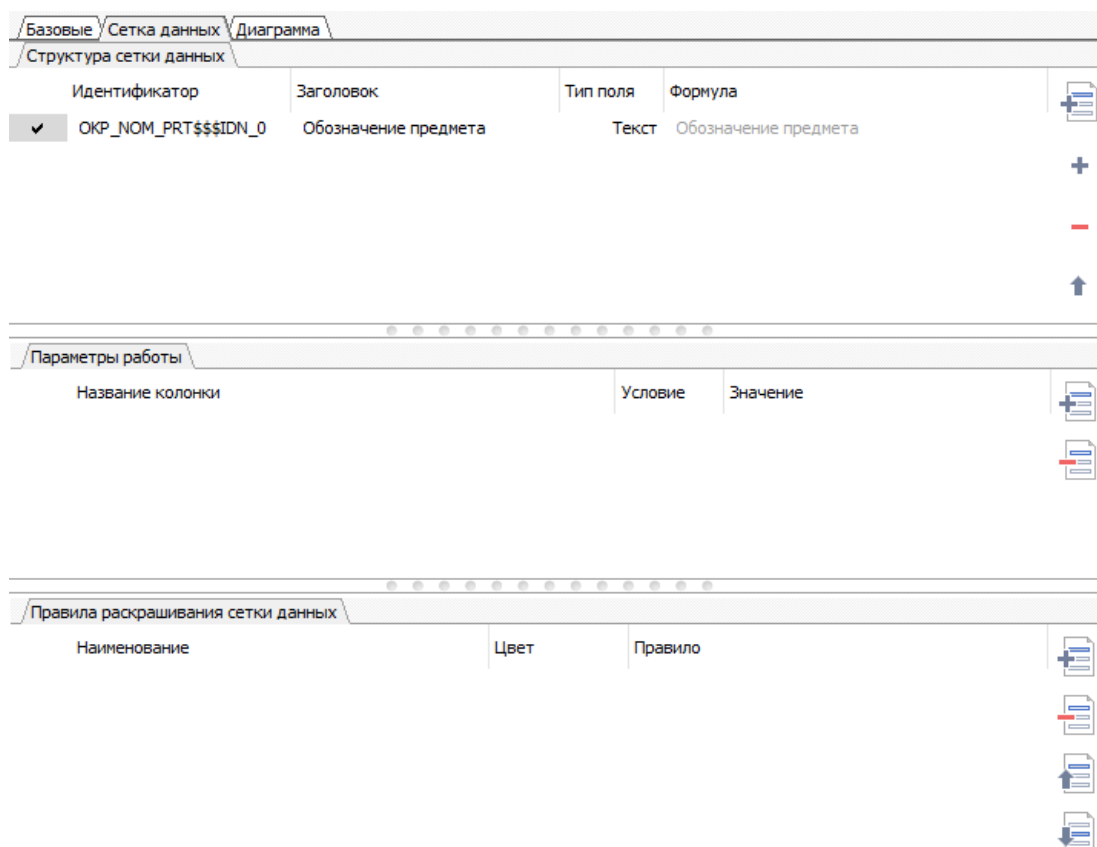 Базовые Сетка данных Диаграмма
Структура сетки данных
Идентификатор Заголовок Тип поля Формула
OKP_NOM_PRT$$$IDN_0 Обозначение предмета Текст Обозначение предмета
Параметры работы
Название колонки Условие Значение
Правила раскрашивания сетки данных
Наименование Цвет Правило